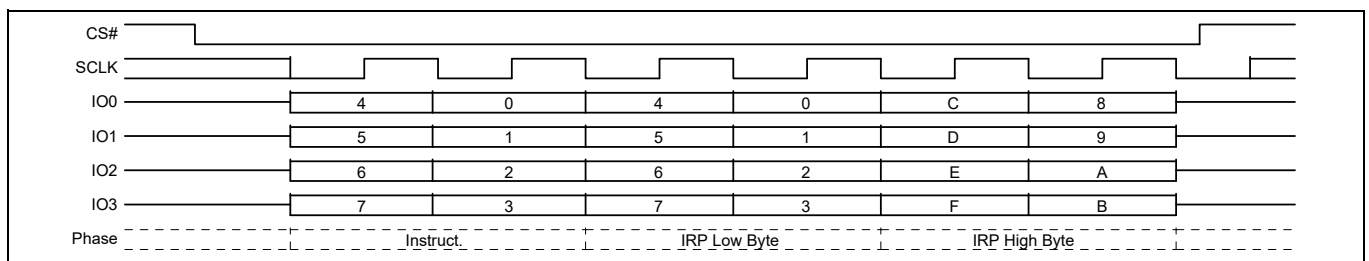 CS#
SCLK
IO0 4 0 4 0 C 8
IO1 5 1 5 1 D 9
IO2 6 2 6 2 E A
IO3 7 3 7 3 F B
Phase Instruct. IRP Low Byte IRP High Byte